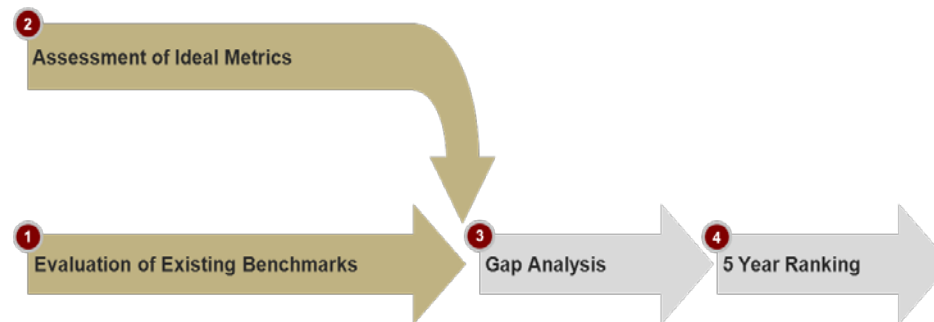 2
Assessment of Ideal Metrics
1
Evaluation of Existing Benchmarks
3
Gap Analysis
4
5 Year Ranking